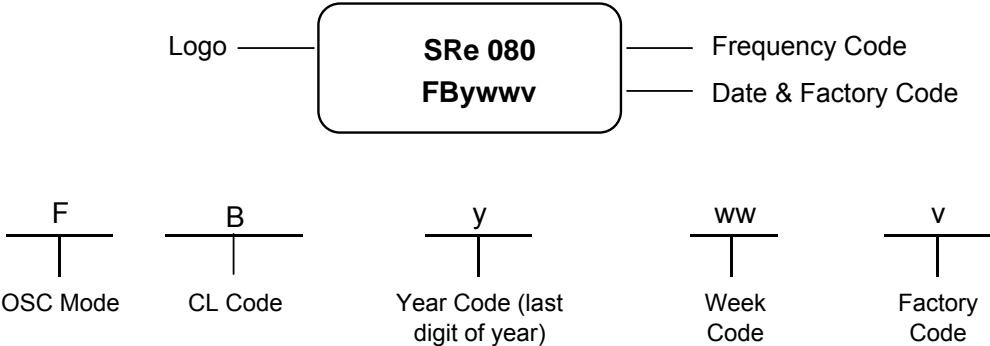 Logo SRe 080 Frequency Code
FBywwv Date & Factory Code
F B y ww v
OSC Mode CL Code Year Code (last Week Factory
digit of year) Code Code